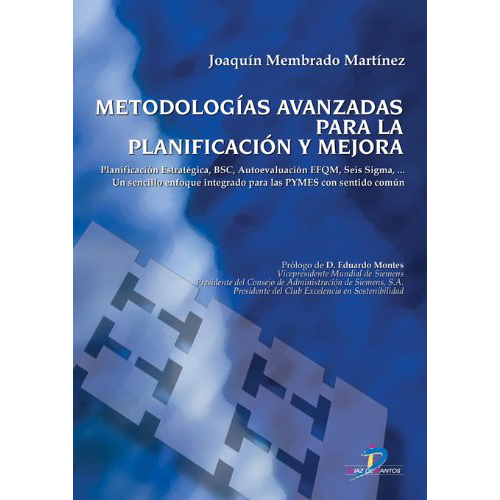 Joaquín Membrado Martínez
METODOLOGÍAS AVANZADAS
PARA LA
PLANIFICACIÓN Y MEJORA
Planificación Estratégica, BSC, Autoevaluación EFQM, Seis Sigma, ...
Un sencillo enfoque integrado para las PYMES con sentido común
Prólogo de D. Eduardo Montes
Vicepresidente Mundial de Siemens
Presidente del Consejo de Administración de Siemens, S.A.
Presidente del Club Excelencia en Sostenibilidad
DIAZ DE SANTOS